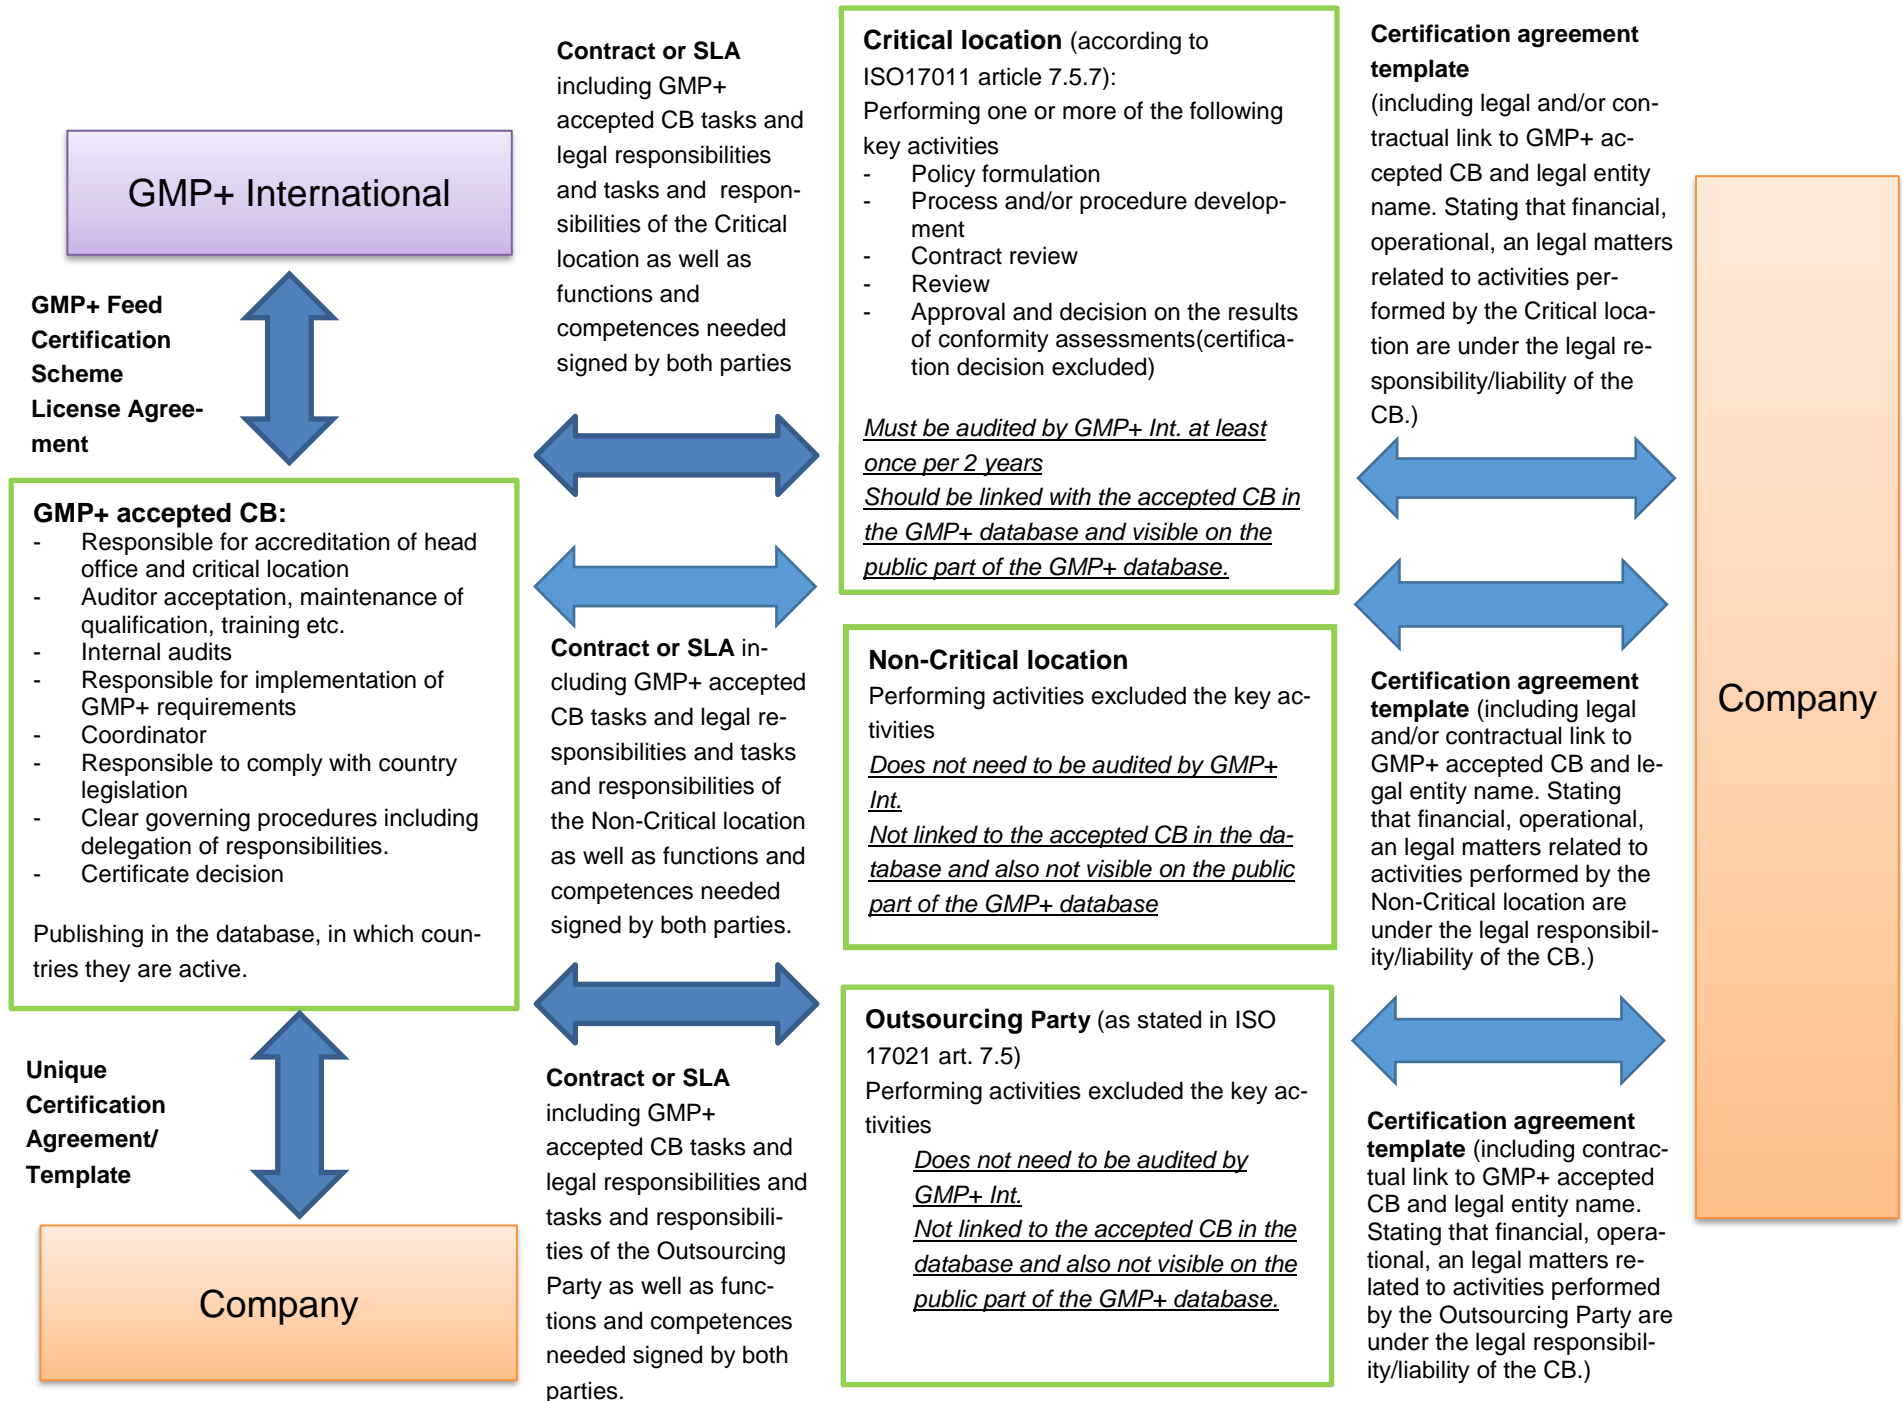 GMP+ International
GMP+ Feed
Certification
Scheme
License Agree-
ment
GMP+ accepted CB:
- Responsible for accreditation of head
office and critical location
- Auditor acceptation, maintenance of
qualification, training etc.
- Internal audits
- Responsible for implementation of
GMP+ requirements
- Coordinator
- Responsible to comply with country
legislation
- Clear governing procedures including
delegation of responsibilities.
- Certificate decision
Publishing in the database, in which coun-
tries they are active.
Unique
Certification
Agreement/
Template
Company
Contract or SLA
including GMP+
accepted CB tasks and
legal responsibilities
and tasks and respon-
sibilities of the Critical
location as well as
functions and
competences needed
signed by both parties
Contract or SLA in-
cluding GMP+ accepted
CB tasks and legal re-
sponsibilities and tasks
and responsibilities of
the Non-Critical location
as well as functions and
competences needed
signed by both parties.
Contract or SLA
including GMP+
accepted CB tasks and
legal responsibilities and
tasks and responsibili-
ties of the Outsourcing
Party as well as func-
tions and competences
needed signed by both
parties.
Critical location (according to
ISO17011 article 7.5.7):
Performing one or more of the following
key activities
- Policy formulation
- Process and/or procedure develop-
ment
- Contract review
- Review
- Approval and decision on the results
of conformity assessments(certifica-
tion decision excluded)
Must be audited by GMP+ Int. at least
once per 2 years
Should be linked with the accepted CB in
the GMP+ database and visible on the
public part of the GMP+ database.
Non-Critical location
Performing activities excluded the key ac-
tivities
Does not need to be audited by GMP+
Int.
Not linked to the accepted CB in the da-
tabase and also not visible on the public
part of the GMP+ database
Outsourcing Party (as stated in ISO
17021 art. 7.5)
Performing activities excluded the key ac-
tivities
Does not need to be audited by
GMP+ Int.
Not linked to the accepted CB in the
database and also not visible on the
public part of the GMP+ database.
Certification agreement
template
(including legal and/or con-
tractual link to GMP+ ac-
cepted CB and legal entity
name. Stating that financial,
operational, an legal matters
related to activities per-
formed by the Critical loca-
tion are under the legal re-
sponsibility/liability of the
CB.)
Certification agreement
template (including legal
and/or contractual link to
GMP+ accepted CB and le-
gal entity name. Stating
that financial, operational,
an legal matters related to
activities performed by the
Non-Critical location are
under the legal responsibil-
ity/liability of the CB.)
Certification agreement
template (including contrac-
tual link to GMP+ accepted
CB and legal entity name.
Stating that financial, opera-
tional, an legal matters re-
lated to activities performed
by the Outsourcing Party are
under the legal responsibil-
ity/liability of the CB.)
Company